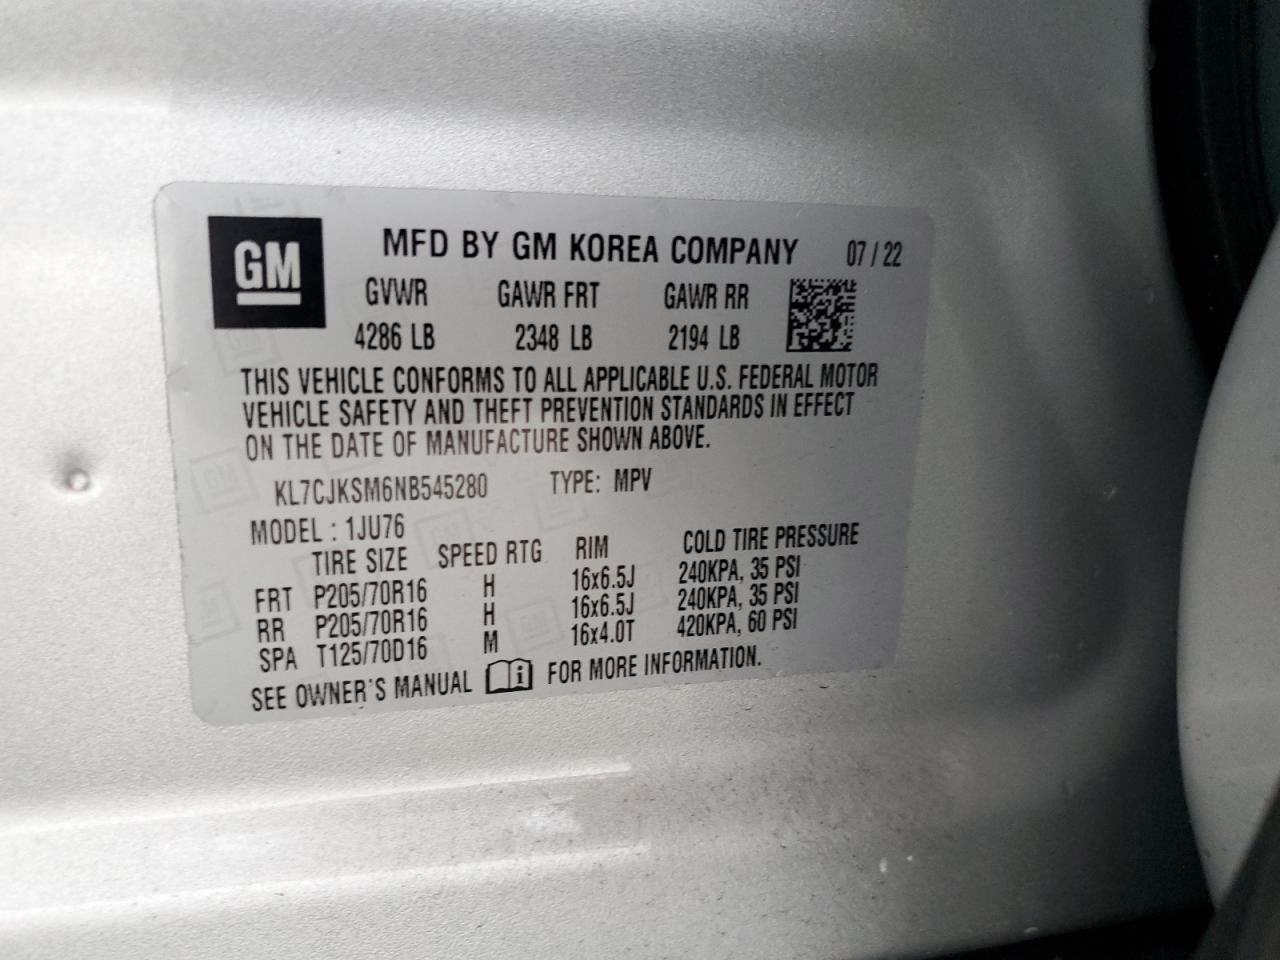 GM MFD BY GM KOREA COMPANY 07/22
GVWR GAWR FRT GAWR RR
4286 LB 2348 LB 2194 LB
THIS VEHICLE CONFORMS TO ALL APPLICABLE U.S. FEDERAL MOTOR
VEHICLE SAFETY AND THEFT PREVENTION STANDARDS IN EFFECT
ON THE DATE OF MANUFACTURE SHOWN ABOVE.
KL7CJKSM6NB545280 TYPE: MPV
MODEL : 1JU76
TIRE SIZE SPEED RTG RIM COLD TIRE PRESSURE
FRT P205/70R16 H 16x6.5J 240KPA, 35 PSI
RR P205/70R16 H 16x6.5J 240KPA, 35 PSI
SPA T125/70D16 M 16x4.0T 420KPA, 60 PSI
SEE OWNER'S MANUAL i FOR MORE INFORMATION.